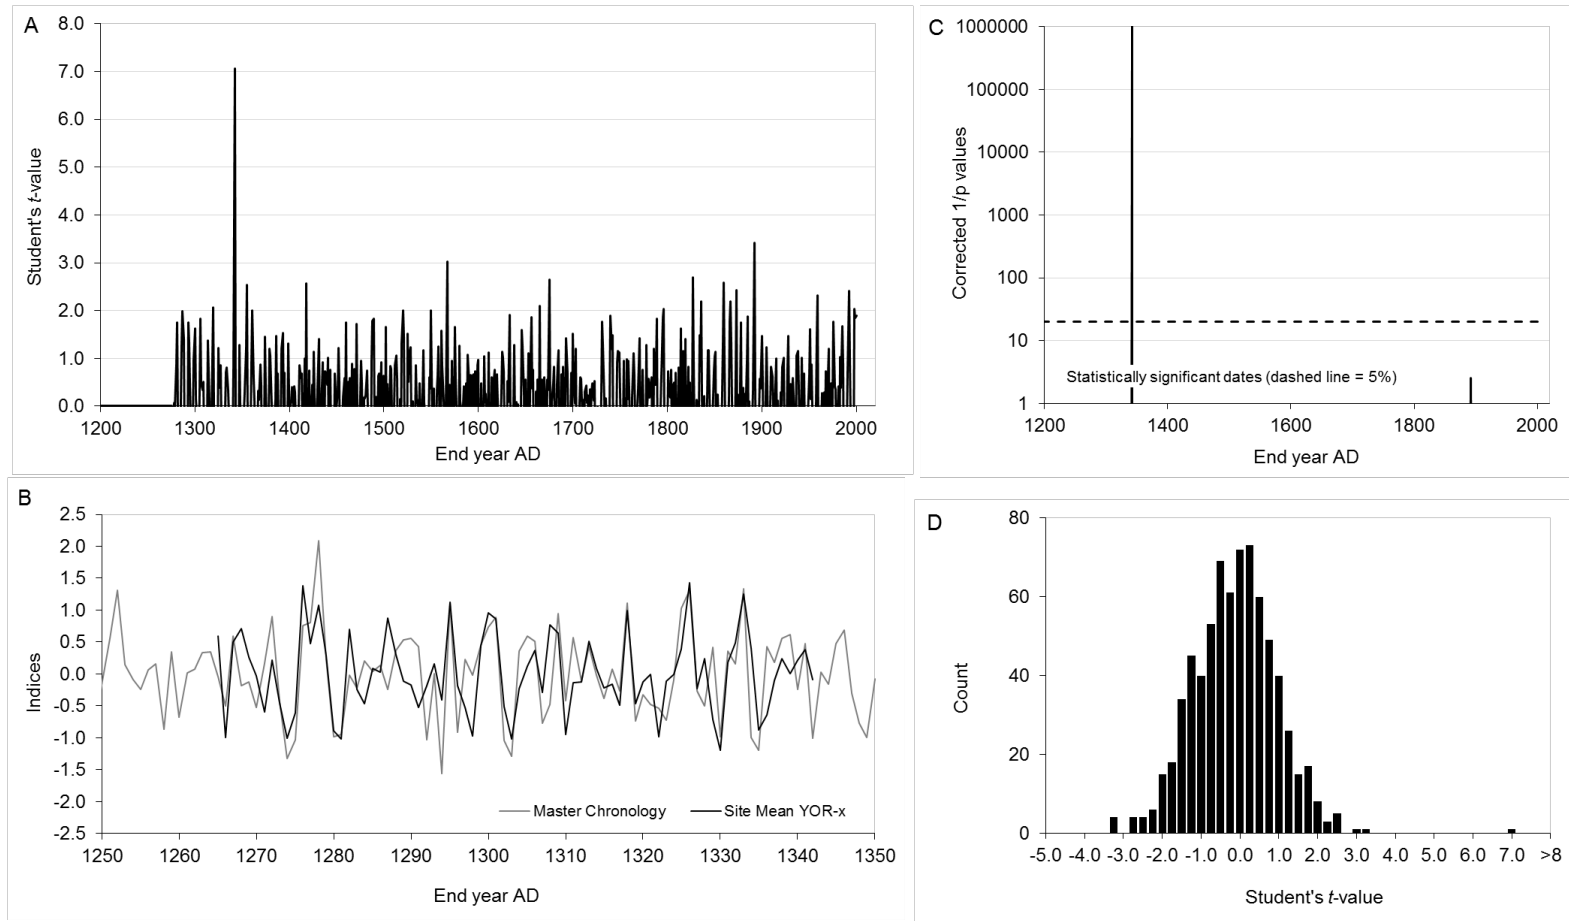 A
8.0
7.0
6.0
5.0
4.0
3.0
2.0
1.0
0.0
Student's t-value
1200 1300 1400 1500 1600 1700 1800 1900 2000
End year AD
C
1000000
100000
10000
1000
100
10
1
Corrected 1/p values
Statistically significant dates (dashed line = 5%)
1200 1400 1600 1800 2000
End year AD
B
2.5
2.0
1.5
1.0
0.5
0.0
-0.5
-1.0
-1.5
-2.0
-2.5
Indices
Master Chronology Site Mean YOR-x
1250 1260 1270 1280 1290 1300 1310 1320 1330 1340 1350
End year AD
D
80
60
40
20
0
Count
-5.0 -4.0 -3.0 -2.0 -1.0 0.0 1.0 2.0 3.0 4.0 5.0 6.0 7.0 >8
Student's t-value